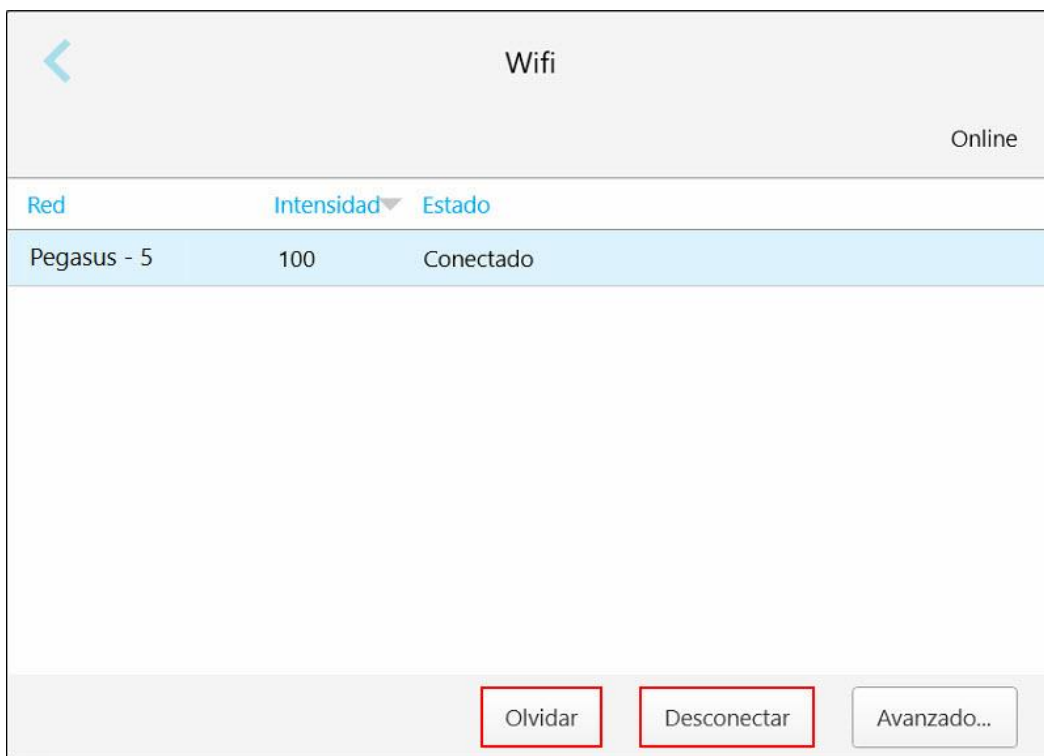 Wifi
Online
Red Intensidad Estado
Pegasus - 5 100 Conectado
Olvidar Desconectar Avanzado...